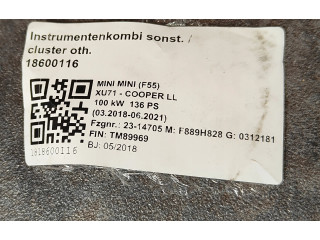 Instrumentenkombi sonst. /
cluster oth.
18600116
MINI MINI (F55)
XU71 - COOPER LL
100 kW 136 PS
(03.2018-06.2021)
Fzgnr.: 23-14705 M: F889H828 G: 0312181
FIN: TM89969
BJ: 05/2018
1618600116